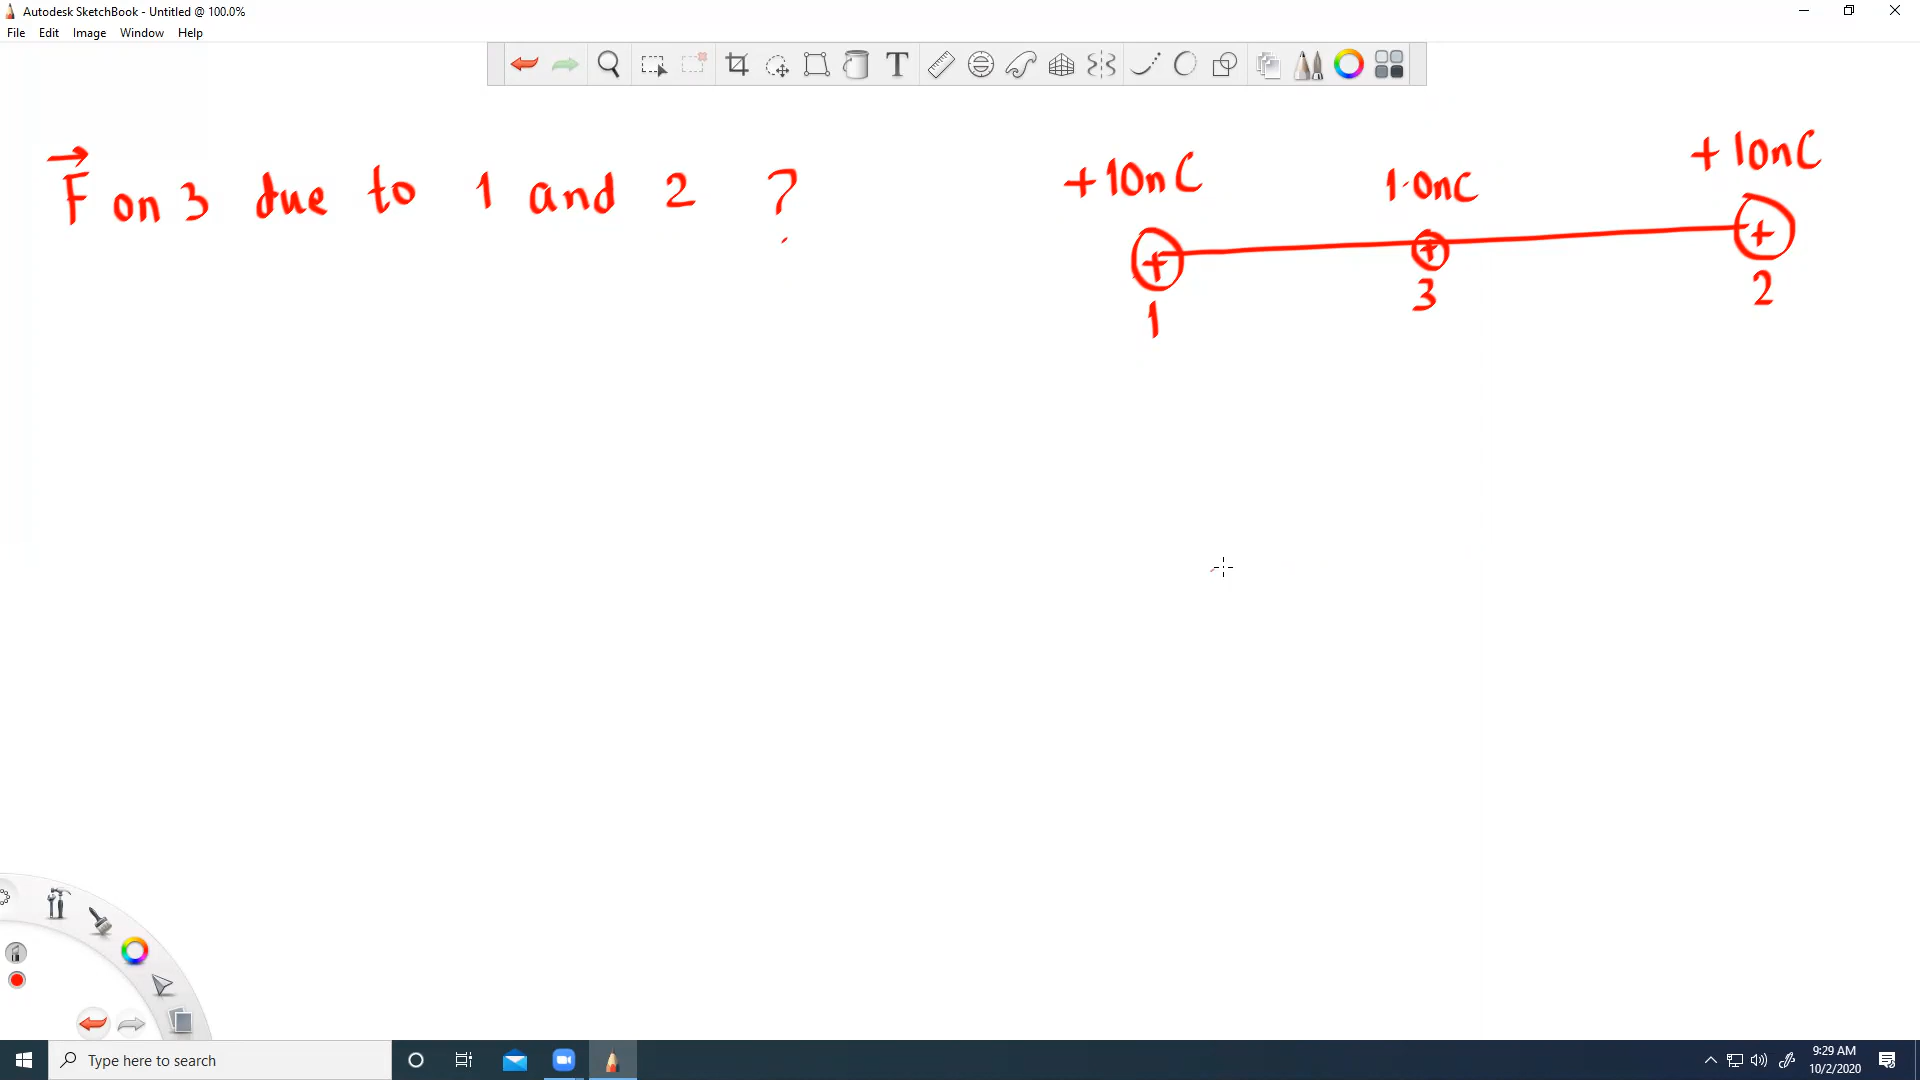 Autodesk SketchBook - Untitled @ 100.0%
File Edit Image Window Help
T
F on 3 due to 1 and 2 ?
+10nC
1.0nC
+10nC
+
+
+
1
3
2
Type here to search
9:29 AM
10/2/2020